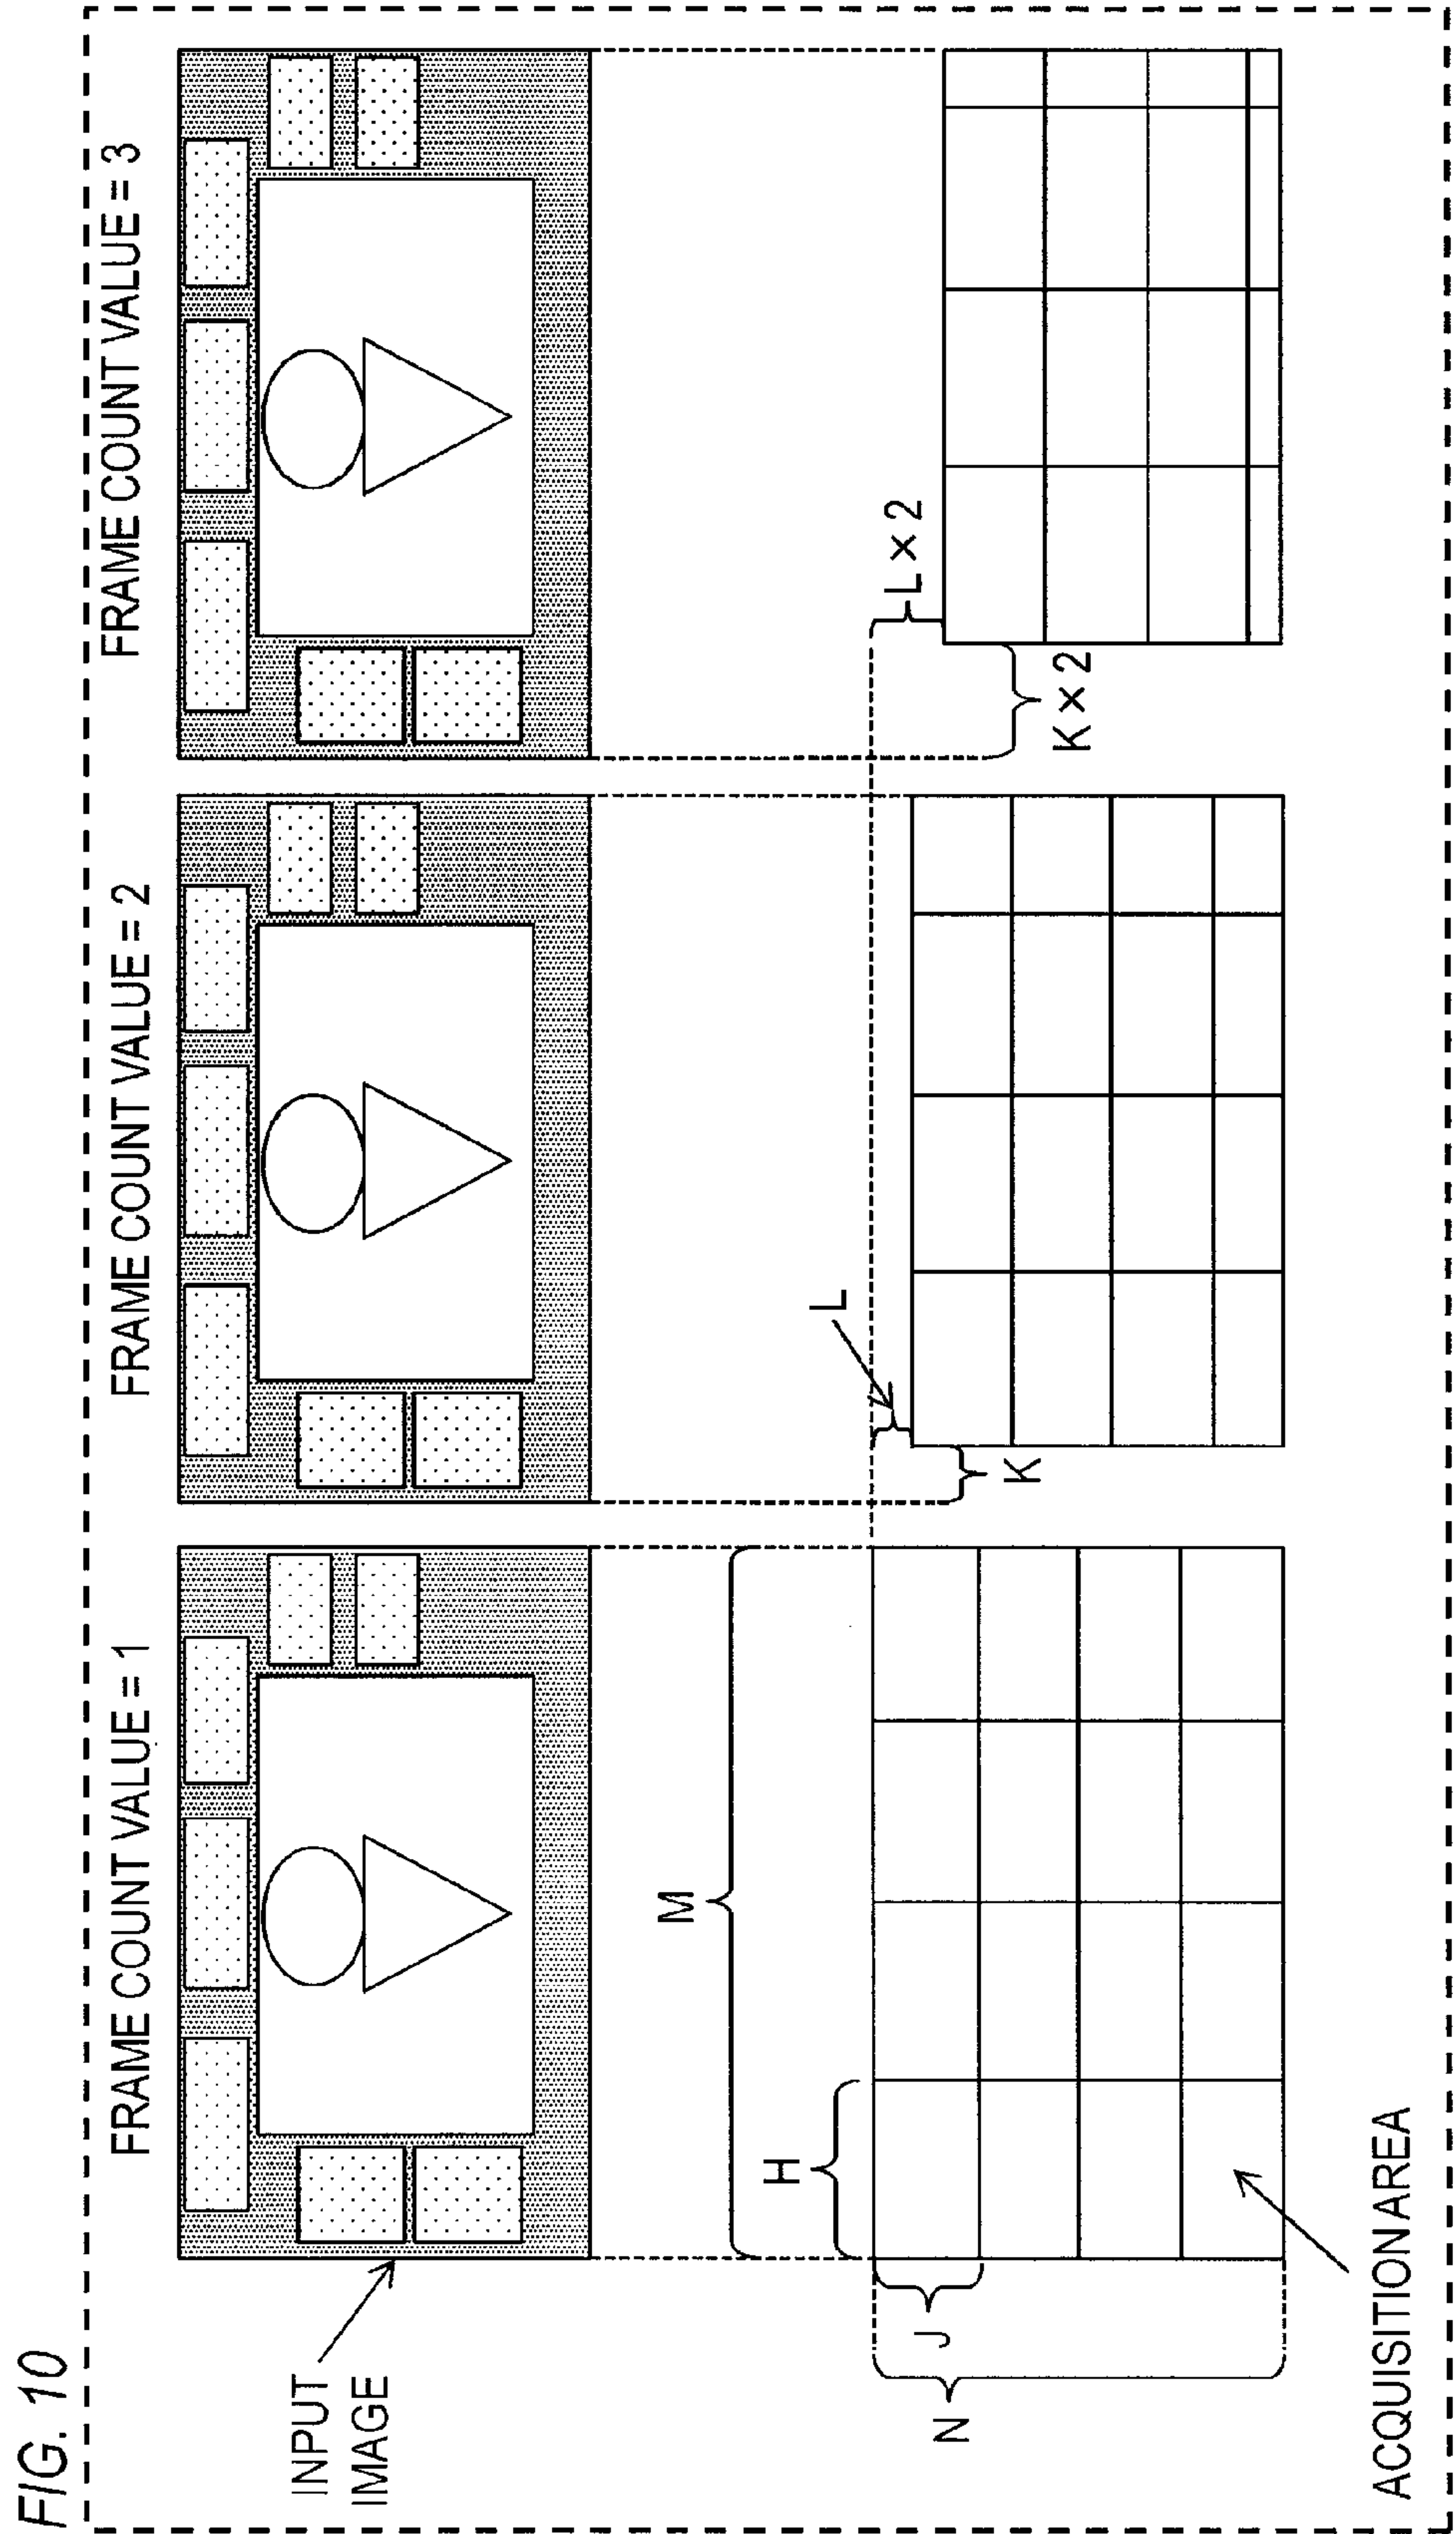 FIG. 10
FRAME COUNT VALUE = 1
FRAME COUNT VALUE = 2
FRAME COUNT VALUE = 3
INPUT
IMAGE
M
H
J
N
L
K
L × 2
K × 2
ACQUISITION AREA